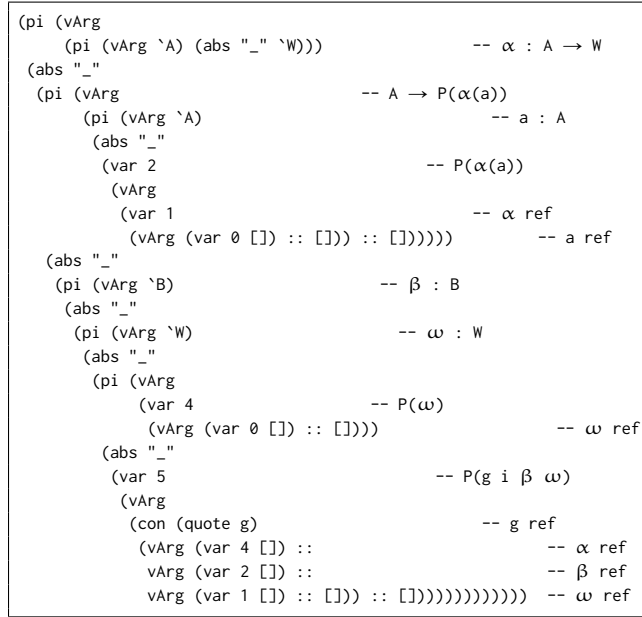 (pi (vArg
(pi (vArg `A) (abs "_" `W))) -- α : A → W
(abs "_"
(pi (vArg -- A → P(α(a))
(pi (vArg `A) -- a : A
(abs "_"
(var 2 -- P(α(a))
(vArg
(var 1 -- α ref
(vArg (var 0 []) :: [])) :: [])))))) -- a ref
(abs "_"
(pi (vArg `B) -- β : B
(abs "_"
(pi (vArg `W) -- ω : W
(abs "_"
(pi (vArg
(var 4 -- P(ω)
(vArg (var 0 []) :: []))) -- ω ref
(abs "_"
(var 5 -- P(g i β ω)
(vArg
(con (quote g) -- g ref
(vArg (var 4 []) :: -- α ref
vArg (var 2 []) :: -- β ref
vArg (var 1 []) :: [])) :: [])))))))))))) -- ω ref